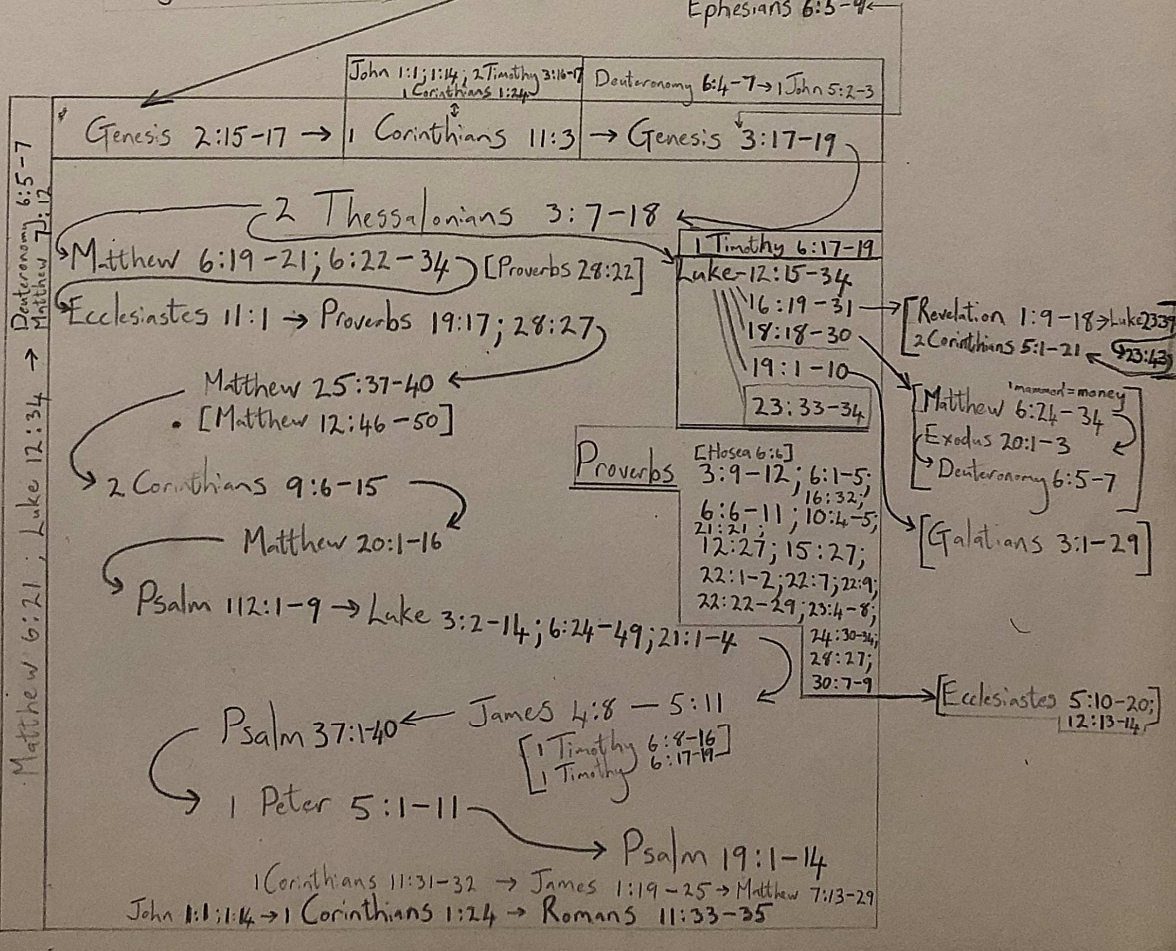 Ephesians 6:5-9←
John 1:1; 1:14; 2 Timothy 3:16-17
1 Corinthians 1:24
Deuteronomy 6:4-7→1 John 5:2-3
Genesis 2:15-17 → 1 Corinthians 11:3 → Genesis 3:17-19
2 Thessalonians 3:7-18
Matthew 6:19-21; 6:22-34 [Proverbs 28:22]
Ecclesiastes 11:1 → Proverbs 19:17; 28:27
Matthew 25:37-40
• [Matthew 12:46-50]
2 Corinthians 9:6-15
Matthew 20:1-16
Psalm 112:1-9 → Luke 3:2-14; 6:24-49; 21:1-4
James 4:8 — 5:11
[1 Timothy 6:8-16]
[1 Timothy 6:17-19]
Psalm 37:1-40
1 Peter 5:1-11
Psalm 19:1-14
1 Corinthians 11:31-32 → James 1:19-25 → Matthew 7:13-29
John 1:1; 1:14 → 1 Corinthians 1:24 → Romans 11:33-35
1 Timothy 6:17-19
Luke-12:15-34
16:19-31
18:18-30
19:1-10
23:33-34
[Revelation 1:9-18→Luke 23:39
2 Corinthians 5:1-21 23:43]
'mammon'=money
[Matthew 6:24-34
Exodus 20:1-3
Deuteronomy 6:5-7]
[Galatians 3:1-29]
Proverbs
[Hosea 6:6]
3:9-12; 6:1-5;
16:32;
6:6-11; 10:4-5;
21:21;
12:27; 15:27;
22:1-2; 22:7; 22:9;
22:22-29; 23:4-8;
24:30-34;
28:27;
30:7-9
[Ecclesiastes 5:10-20;
12:13-14]
Matthew 6:21; Luke 12:34 → Deuteronomy 6:5-7
Matthew 7:12